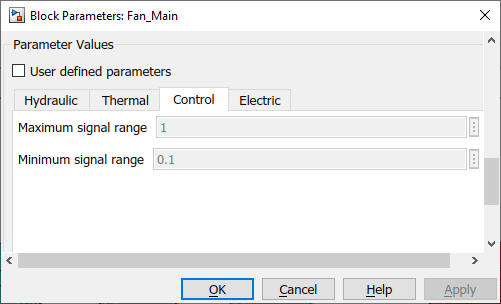 Block Parameters: Fan_Main
Parameter Values
User defined parameters
Hydraulic Thermal Control Electric
Maximum signal range 1
Minimum signal range 0.1
OK Cancel Help Apply